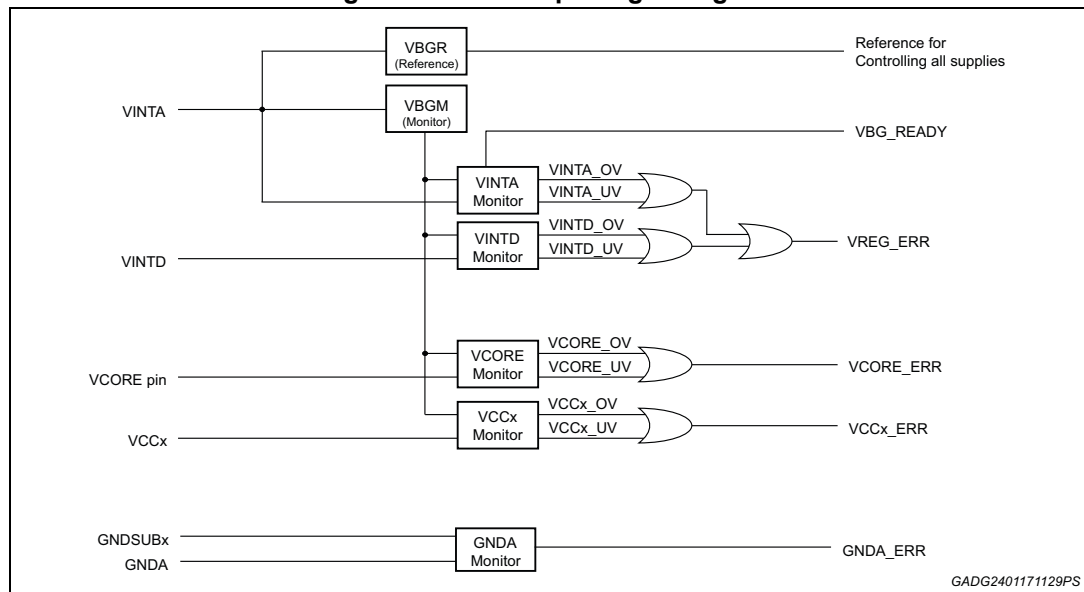 VBGR
(Reference)
Reference for
Controlling all supplies
VINTA
VBGM
(Monitor)
VBG_READY
VINTA
Monitor
VINTA_OV
VINTA_UV
VINTD
VINTD
Monitor
VINTD_OV
VINTD_UV
VREG_ERR
VCORE pin
VCORE
Monitor
VCORE_OV
VCORE_UV
VCORE_ERR
VCCx
VCCx
Monitor
VCCx_OV
VCCx_UV
VCCx_ERR
GNDSUBx
GNDA
GNDA
Monitor
GNDA_ERR
GADG2401171129PS